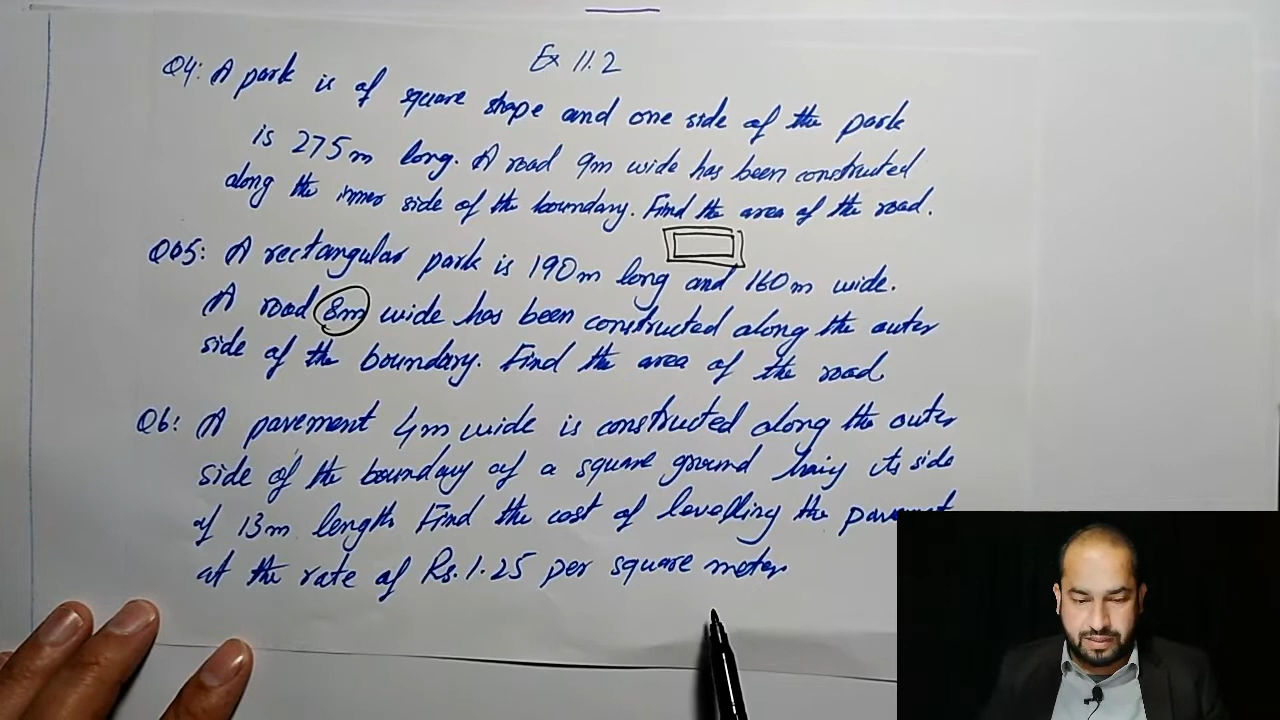 Ex 11.2
Q4: A park is of square shape and one side of the park
is 275m long. A road 9m wide has been constructed
along the inner side of the boundary. Find the area of the road.
Q05: A rectangular park is 190m long and 160m wide.
A road 8m wide has been constructed along the outer
side of the boundary. Find the area of the road
Q6: A pavement 4m wide is constructed along the outer
side of the boundary of a square ground its side
of 13m length Find the cost of levelling the
at the rate of Rs. 1.25 per square meter